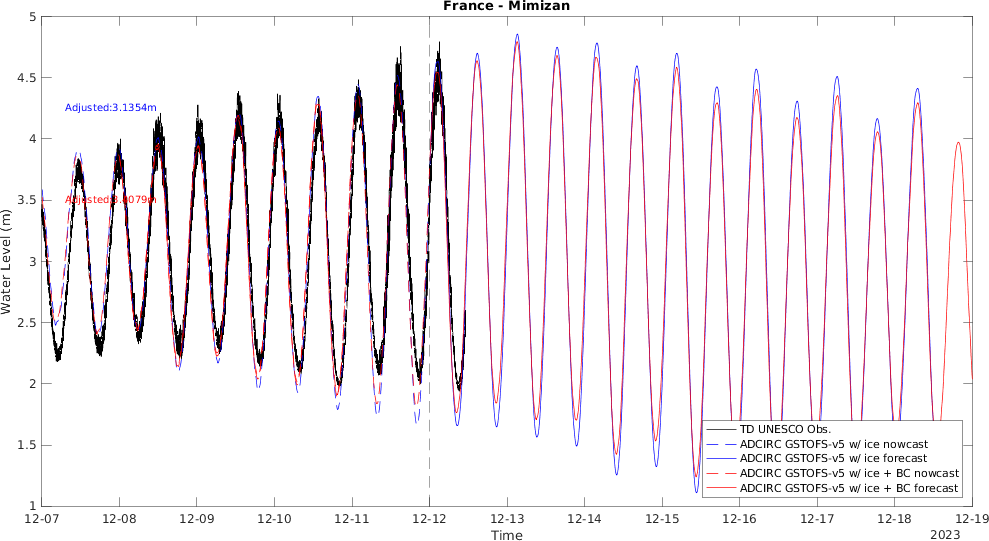 France - Mimizan
5
4.5
4
3.5
3
2.5
2
1.5
1
Water Level (m)
Adjusted:3.1354m
Adjusted:3.0079m
TD UNESCO Obs.
ADCIRC GSTOFS-v5 w/ ice nowcast
ADCIRC GSTOFS-v5 w/ ice forecast
ADCIRC GSTOFS-v5 w/ ice + BC nowcast
ADCIRC GSTOFS-v5 w/ ice + BC forecast
12-07 12-08 12-09 12-10 12-11 12-12 12-13 12-14 12-15 12-16 12-17 12-18 12-19
Time
2023